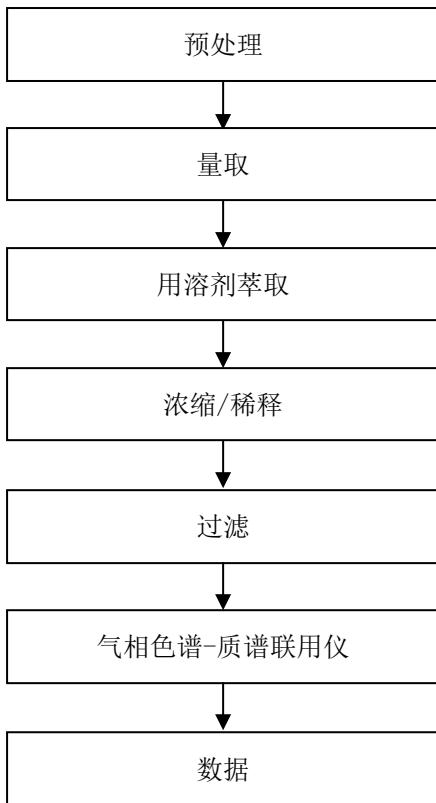 预处理
量取
用溶剂萃取
浓缩/稀释
过滤
气相色谱-质谱联用仪
数据